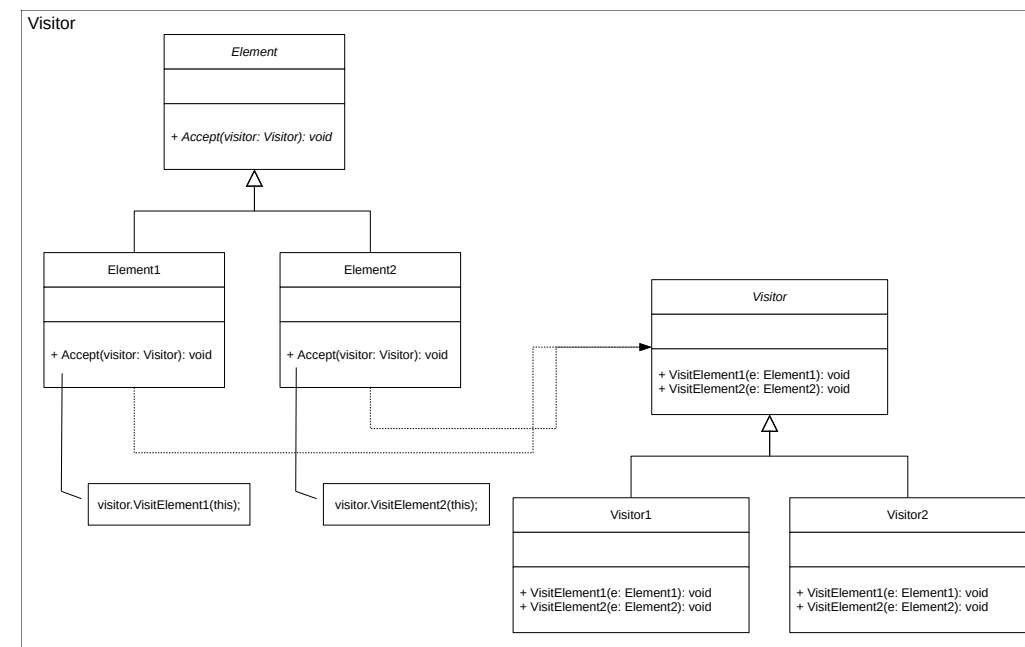 Visitor
Element
+ Accept(visitor: Visitor): void
Element1
+ Accept(visitor: Visitor): void
Element2
+ Accept(visitor: Visitor): void
visitor.VisitElement1(this);
visitor.VisitElement2(this);
Visitor
+ VisitElement1(e: Element1): void
+ VisitElement2(e: Element2): void
Visitor1
+ VisitElement1(e: Element1): void
+ VisitElement2(e: Element2): void
Visitor2
+ VisitElement1(e: Element1): void
+ VisitElement2(e: Element2): void